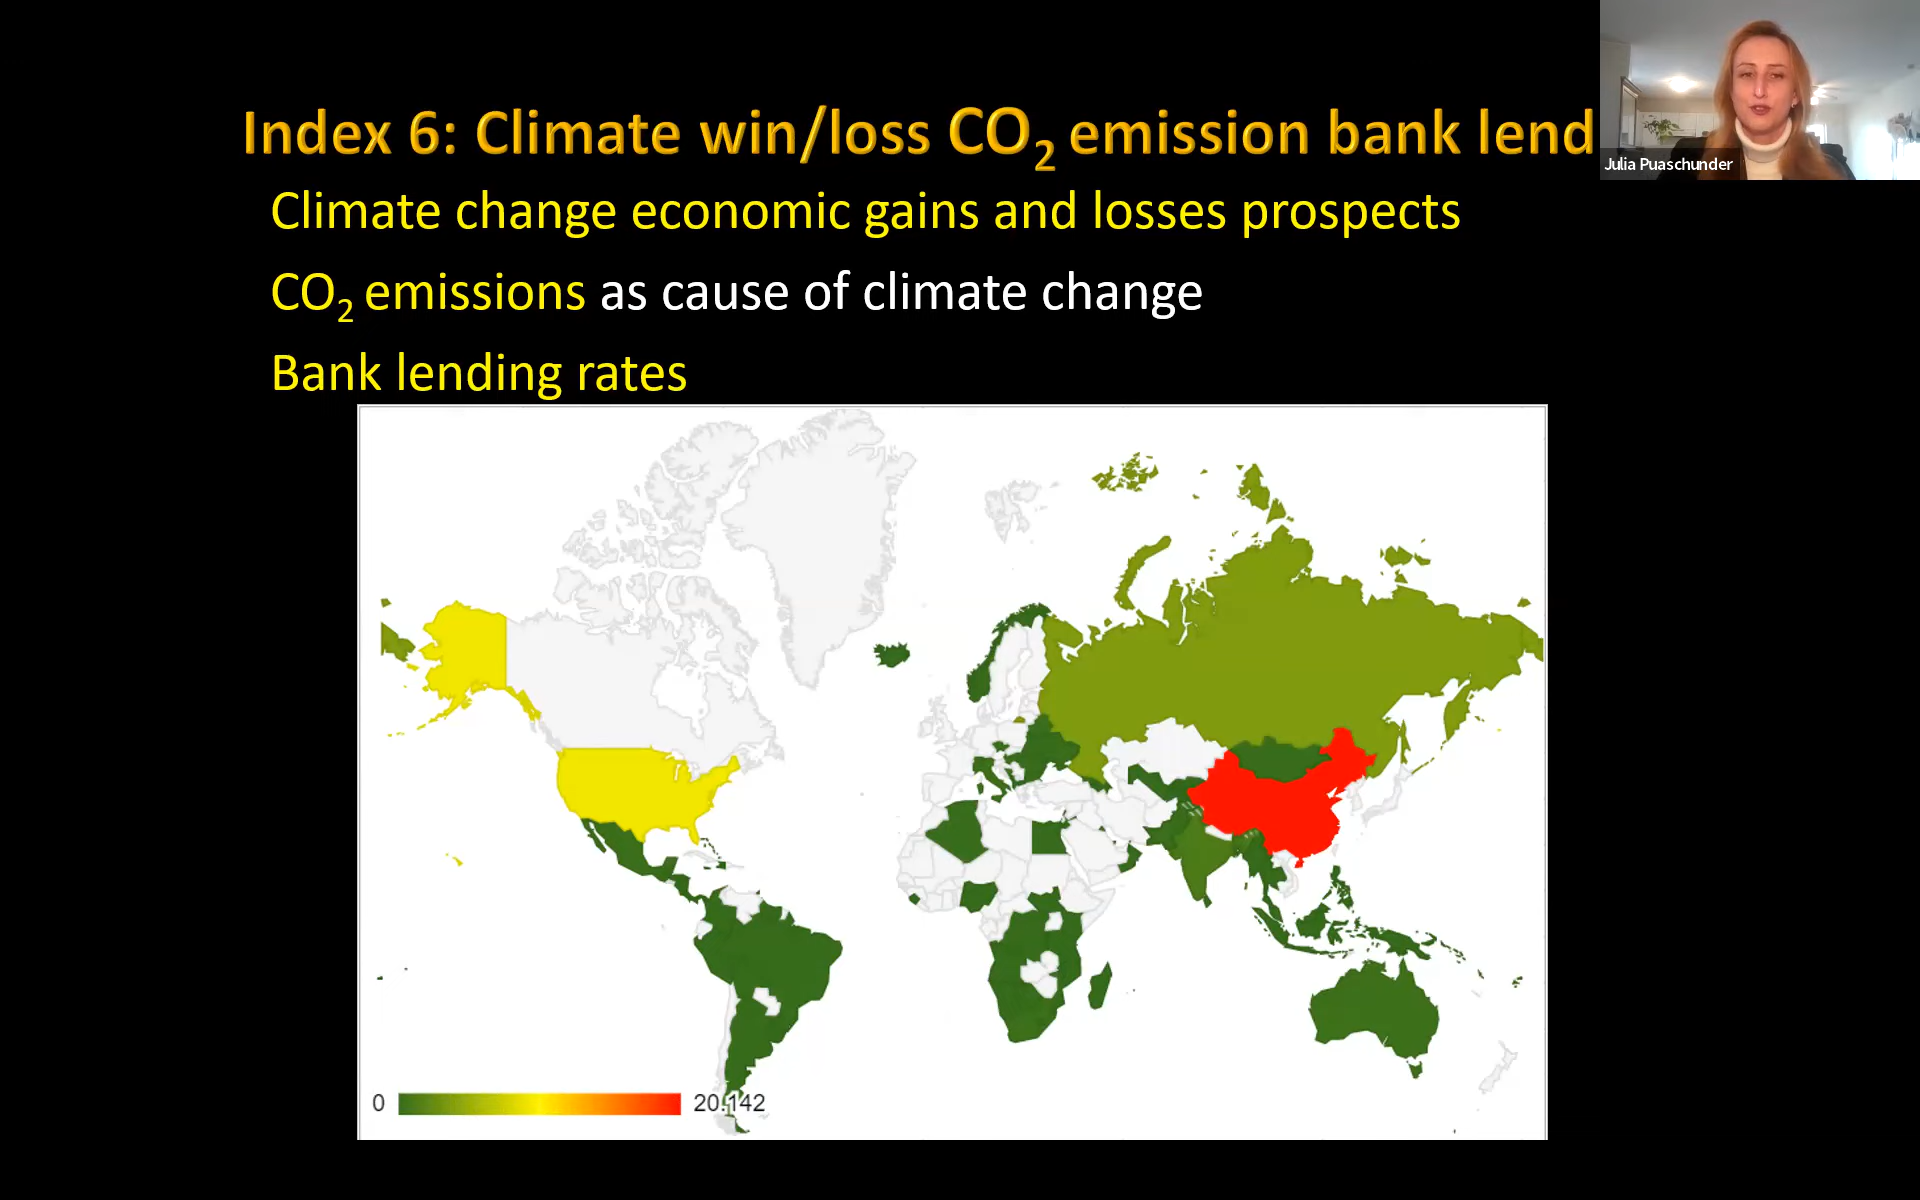 Index 6: Climate win/loss CO₂ emission bank lend
Julia Puaschunder
Climate change economic gains and losses prospects
CO₂ emissions as cause of climate change
Bank lending rates
0
20.142